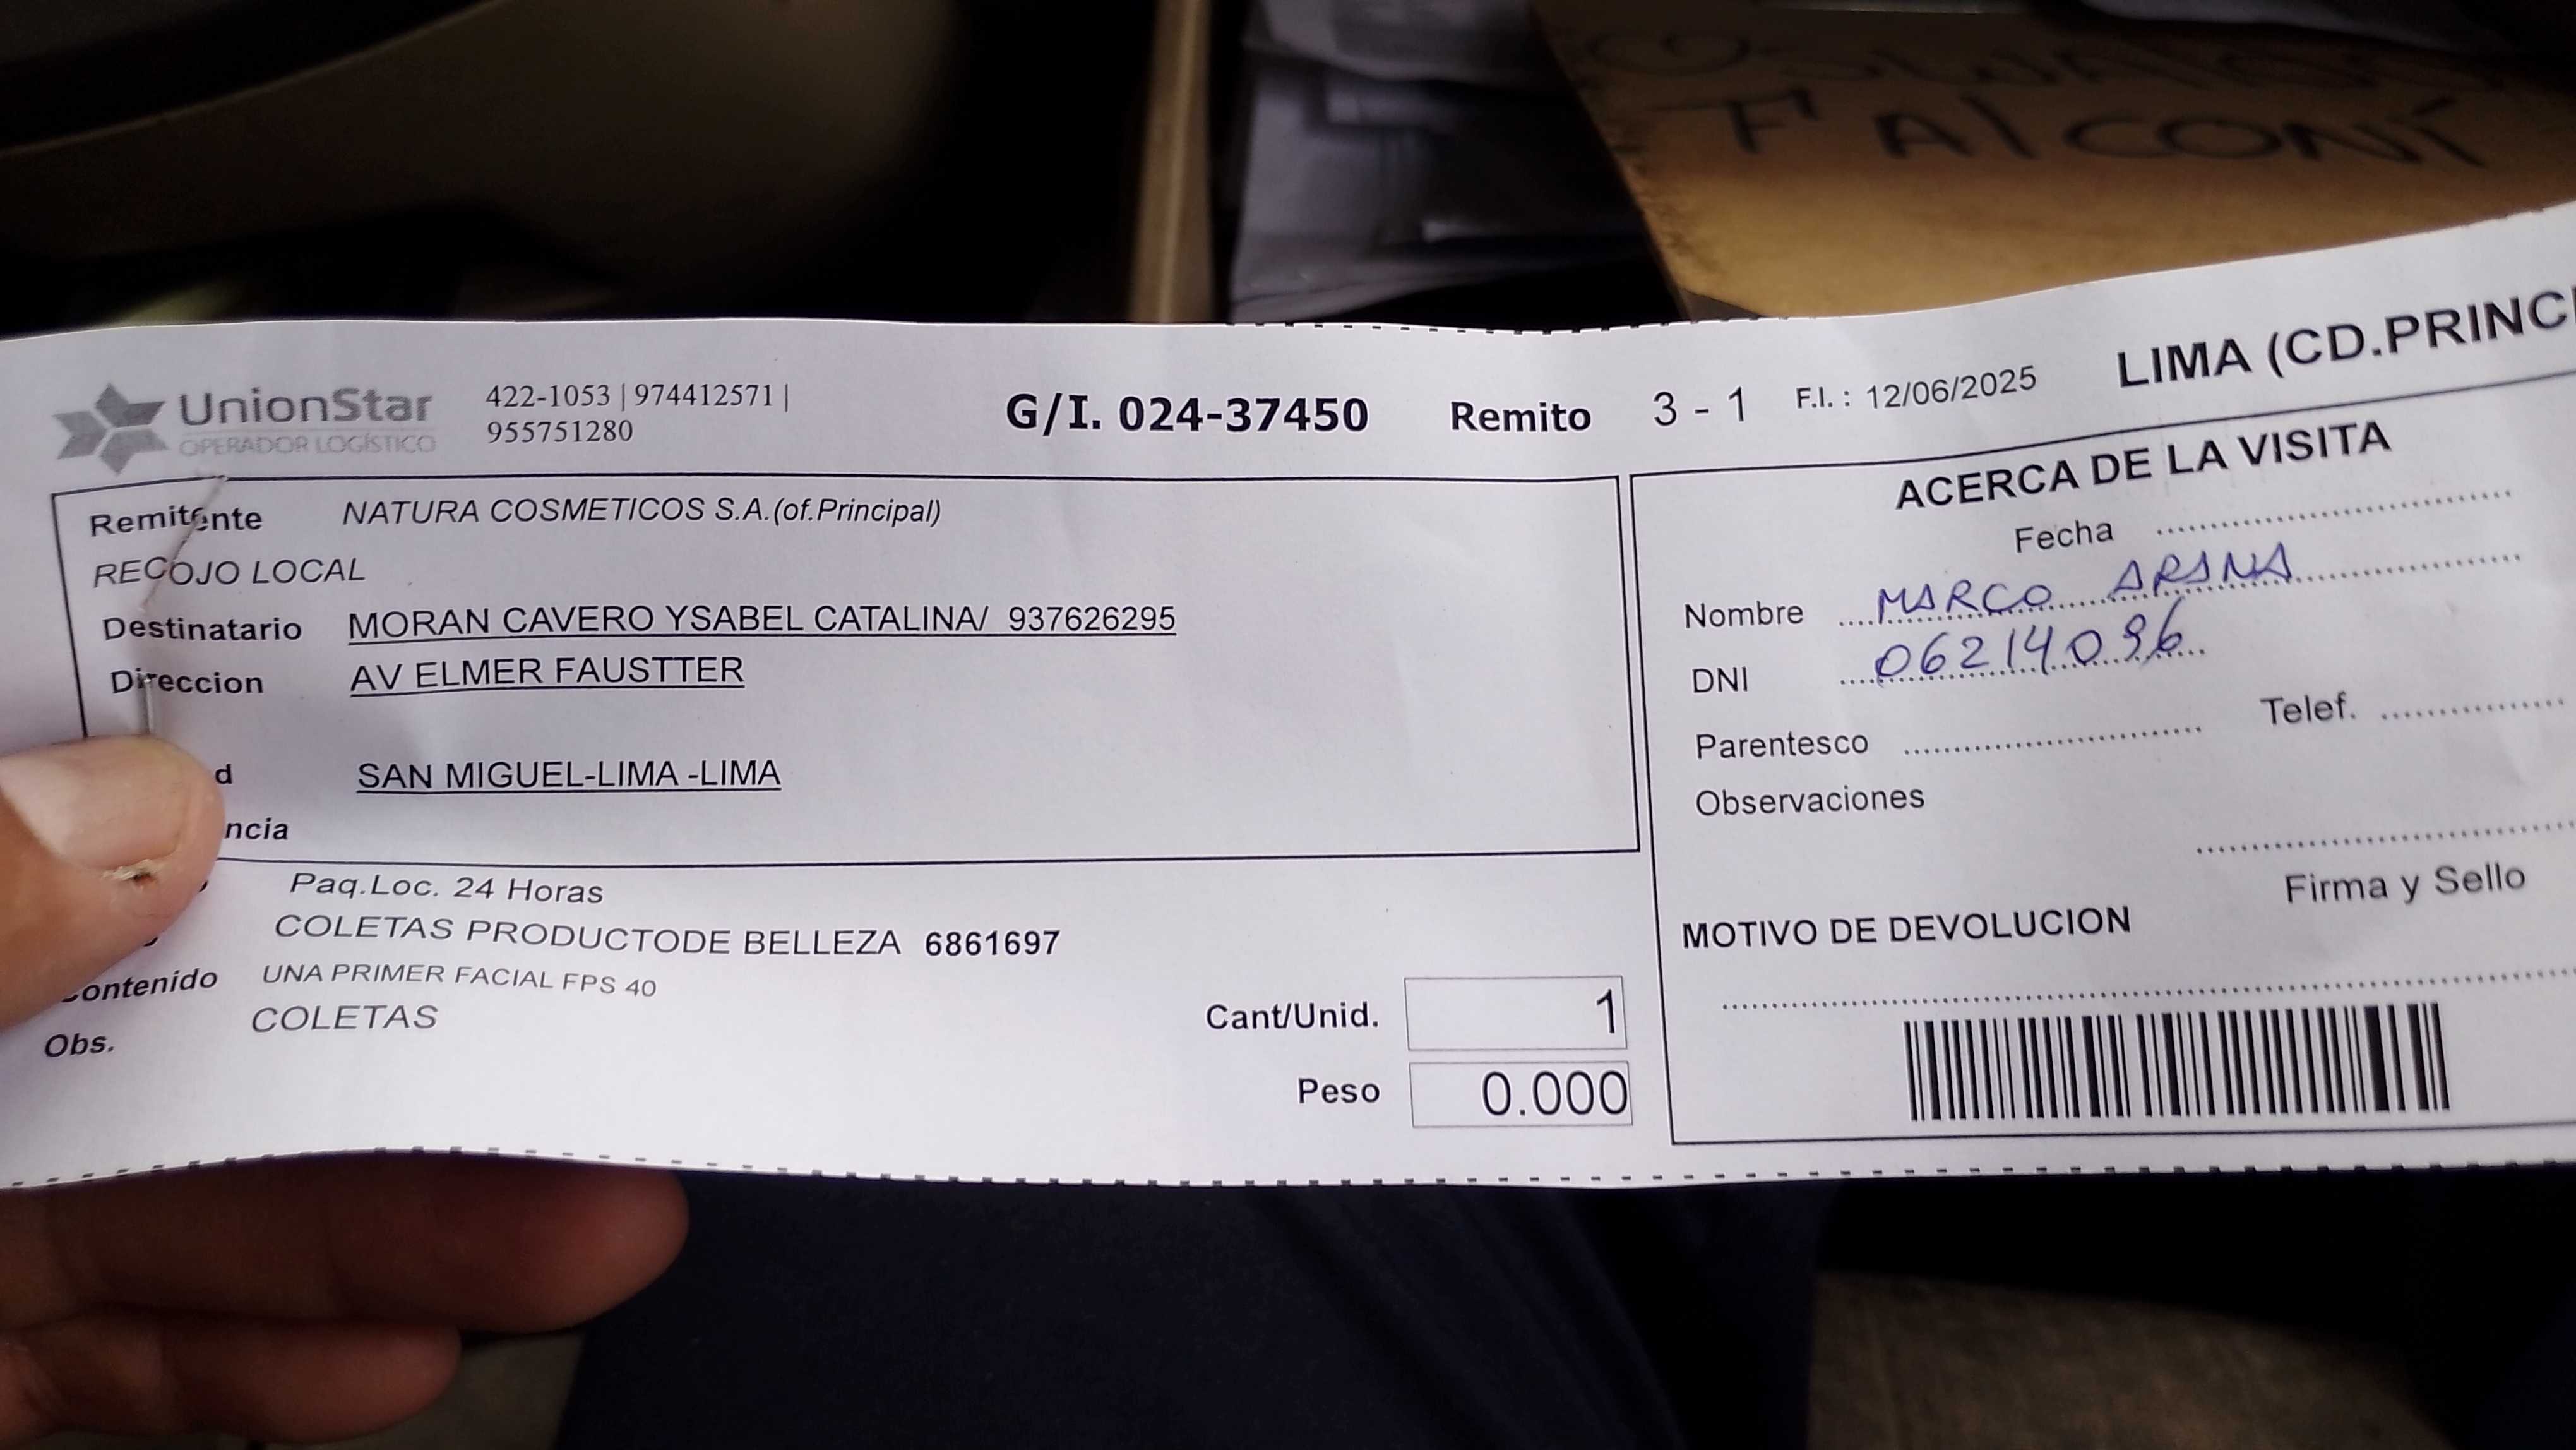 FALCONÍ
UnionStar
OPERADOR LOGÍSTICO
422-1053 | 974412571 |
955751280
G/I. 024-37450 Remito 3 - 1 F.I. : 12/06/2025 LIMA (CD.PRINCI
Remitente NATURA COSMETICOS S.A.(of.Principal)
RECOJO LOCAL
Destinatario MORAN CAVERO YSABEL CATALINA/ 937626295
Direccion AV ELMER FAUSTTER
d SAN MIGUEL-LIMA -LIMA
ncia
Paq.Loc. 24 Horas
COLETAS PRODUCTODE BELLEZA 6861697
Contenido UNA PRIMER FACIAL FPS 40
Obs. COLETAS
Cant/Unid. 1
Peso 0.000
ACERCA DE LA VISITA
Fecha
Nombre MARCO ARANA
DNI 06214096
Parentesco Telef.
Observaciones
Firma y Sello
MOTIVO DE DEVOLUCION